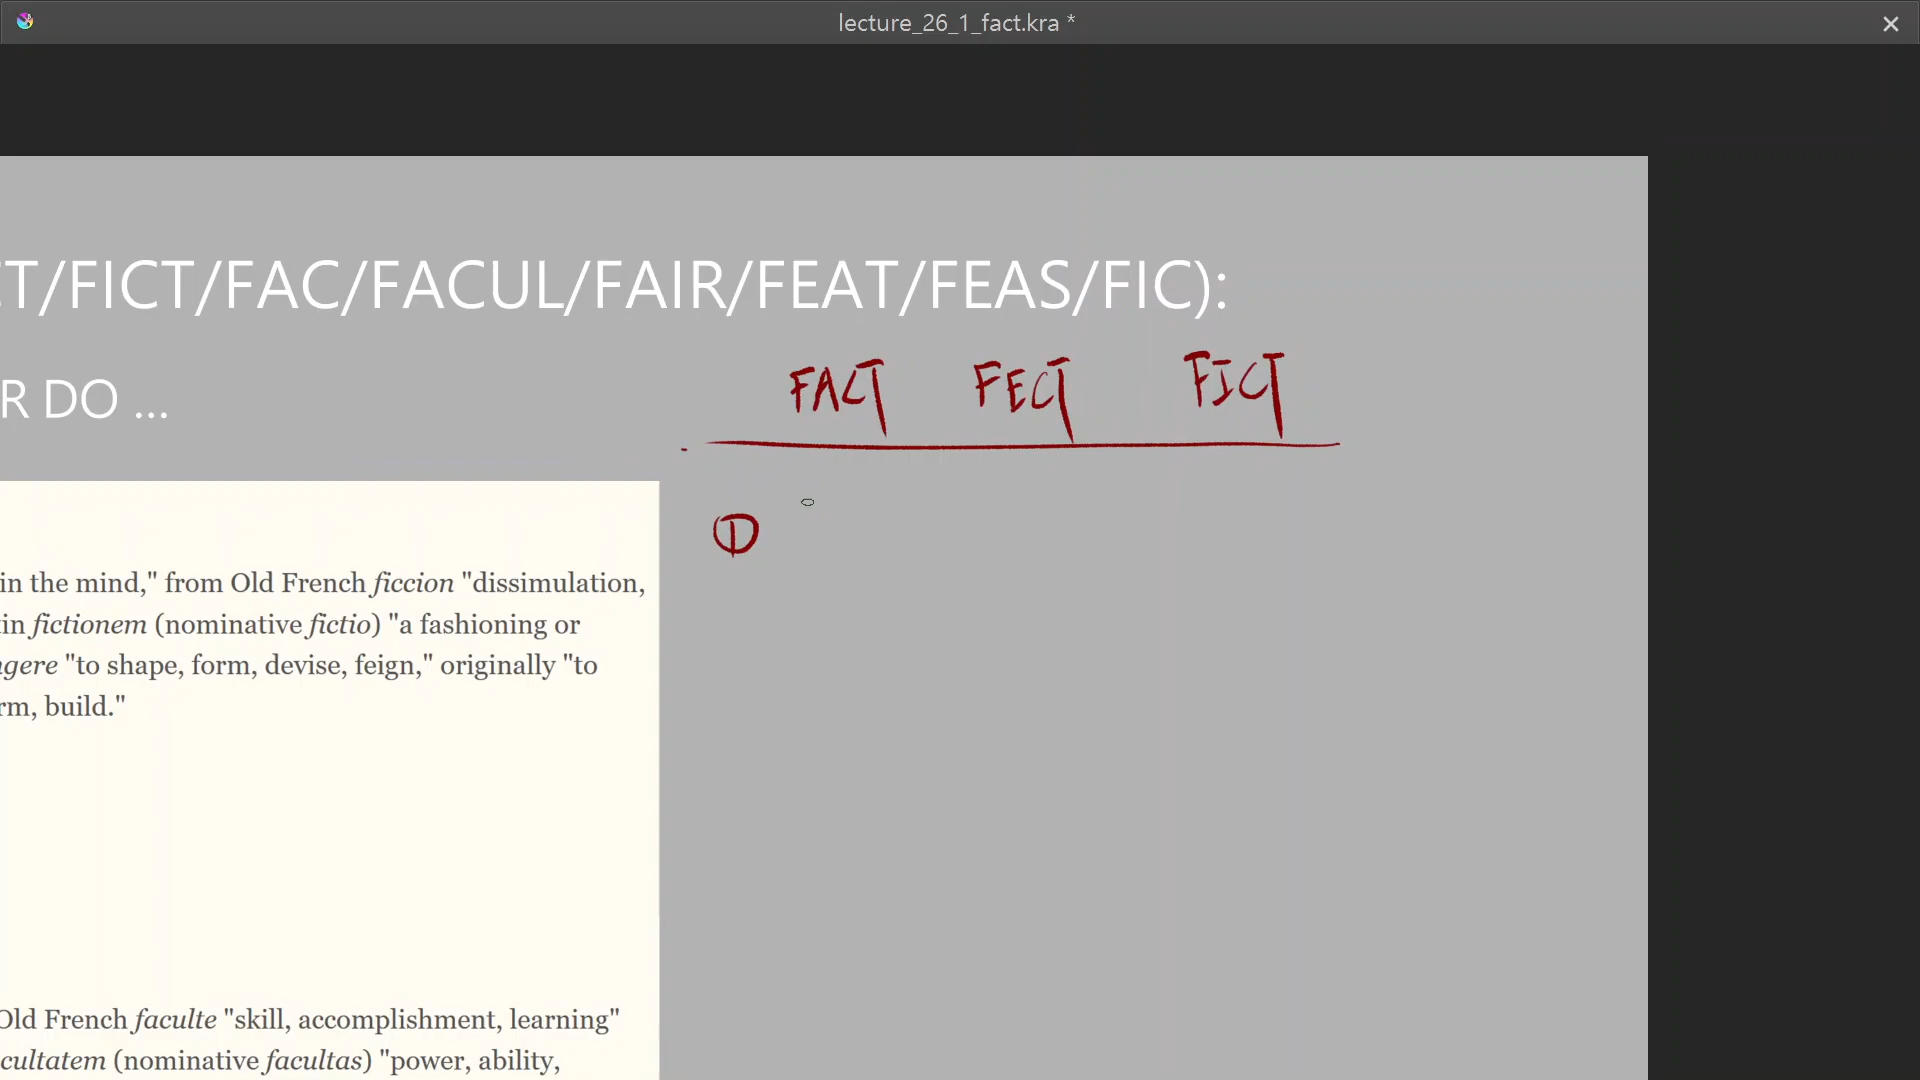 lecture_26_1_fact.kra *
CT/FICT/FAC/FACUL/FAIR/FEAT/FEAS/FIC):
R DO ...
FACT FECT FICT
①
in the mind," from Old French ficcion "dissimulation,
in fictionem (nominative fictio) "a fashioning or
gere "to shape, form, devise, feign," originally "to
rm, build."
Old French faculte "skill, accomplishment, learning"
cultatem (nominative facultas) "power, ability,